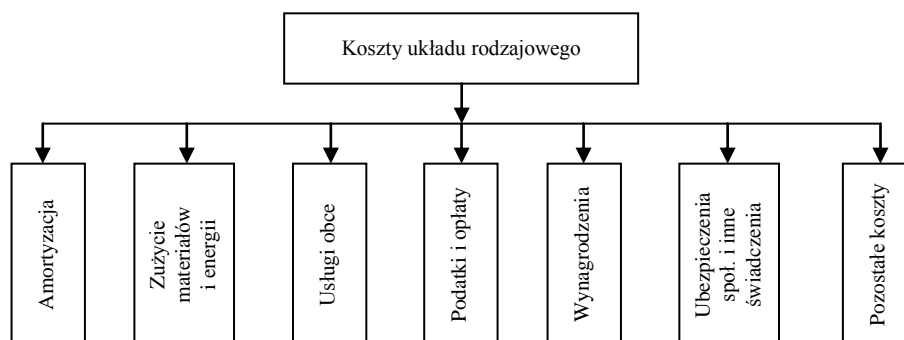 Koszty układu rodzajowego
Amortyzacja
Zużycie
materiałów
i energii
Usługi obce
Podatki i opłaty
Wynagrodzenia
Ubezpieczenia
społ. i inne
świadczenia
Pozostałe koszty